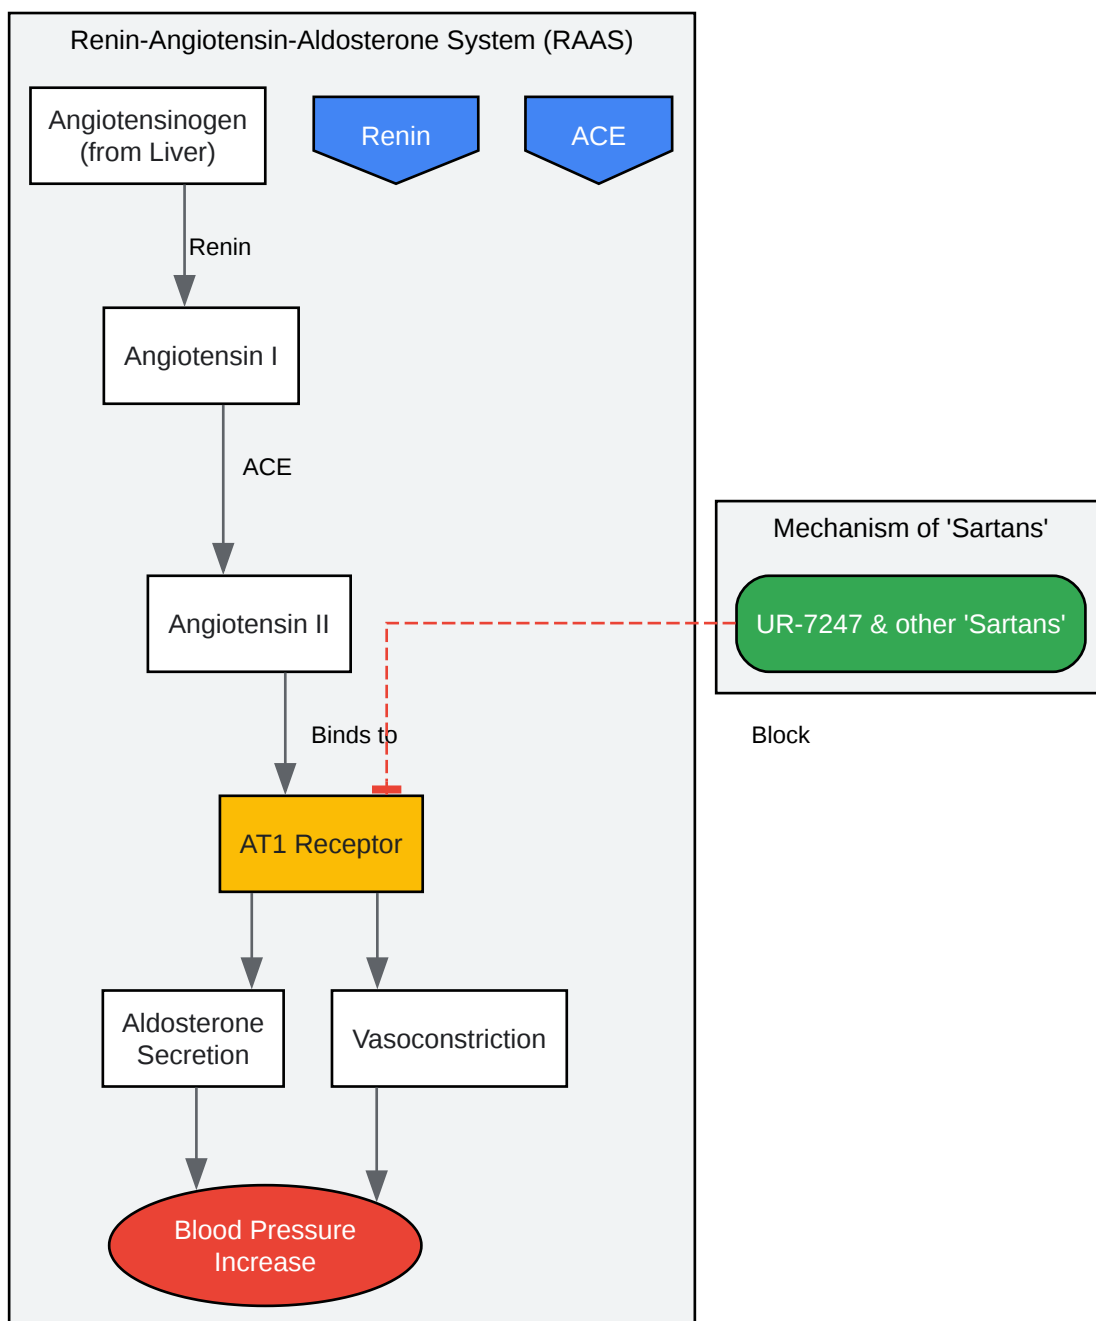 Renin-Angiotensin-Aldosterone System (RAAS)
Angiotensinogen
(from Liver)
Renin
ACE
Renin
Angiotensin I
ACE
Mechanism of 'Sartans'
Angiotensin II
UR-7247 & other 'Sartans'
Binds to
Block
AT1 Receptor
Aldosterone
Secretion
Vasoconstriction
Blood Pressure
Increase